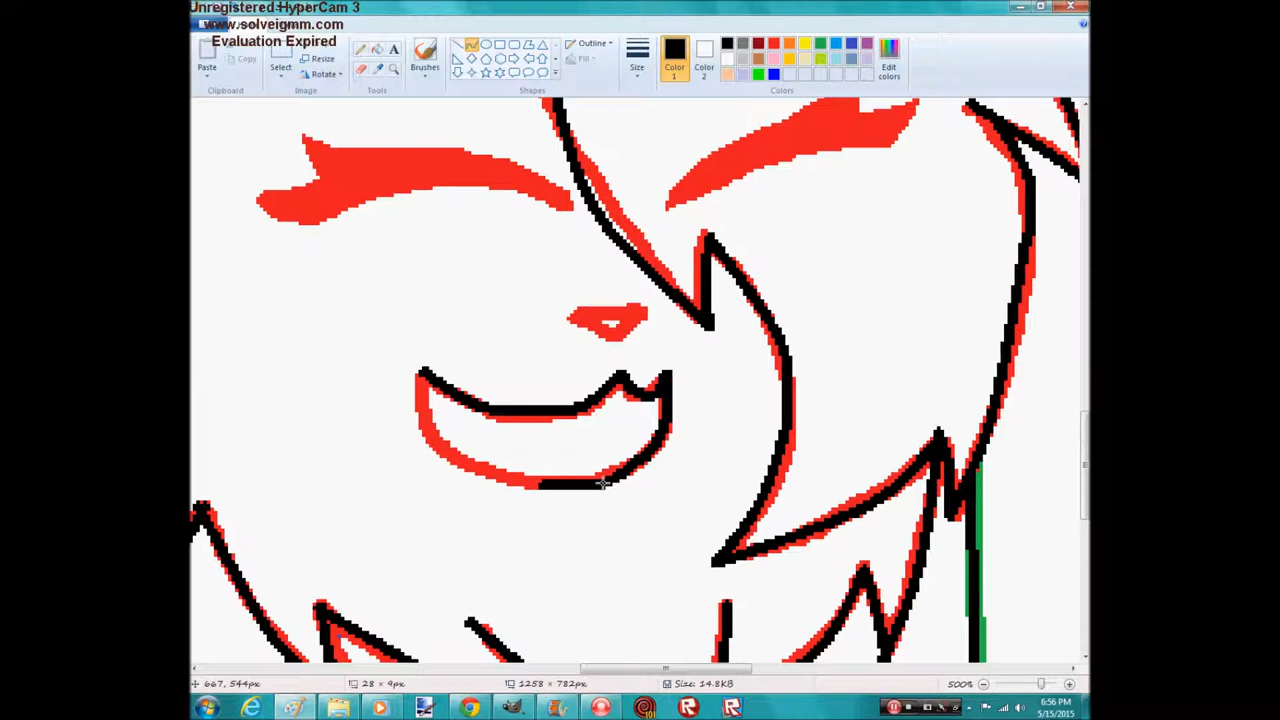 Unregistered HyperCam 3
www.solveigmm.com
Evaluation Expired
Paste
Copy
Select
Resize
Rotate
A
Brushes
Outline
Fill
Size
Color 1
Color 2
Edit colors
Clipboard
Image
Tools
Shapes
Colors
667, 544px
28 × 9px
1258 × 782px
Size: 14.8KB
500%
101
6:56 PM
5/15/2015